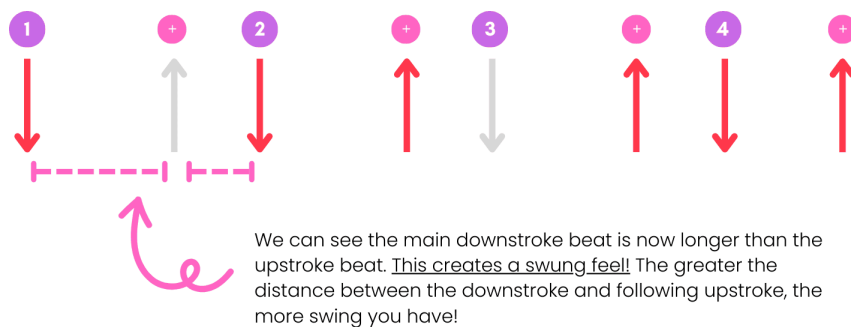 1 + 2 + 3 + 4 +
We can see the main downstroke beat is now longer than the
upstroke beat. This creates a swung feel! The greater the
distance between the downstroke and following upstroke, the
more swing you have!